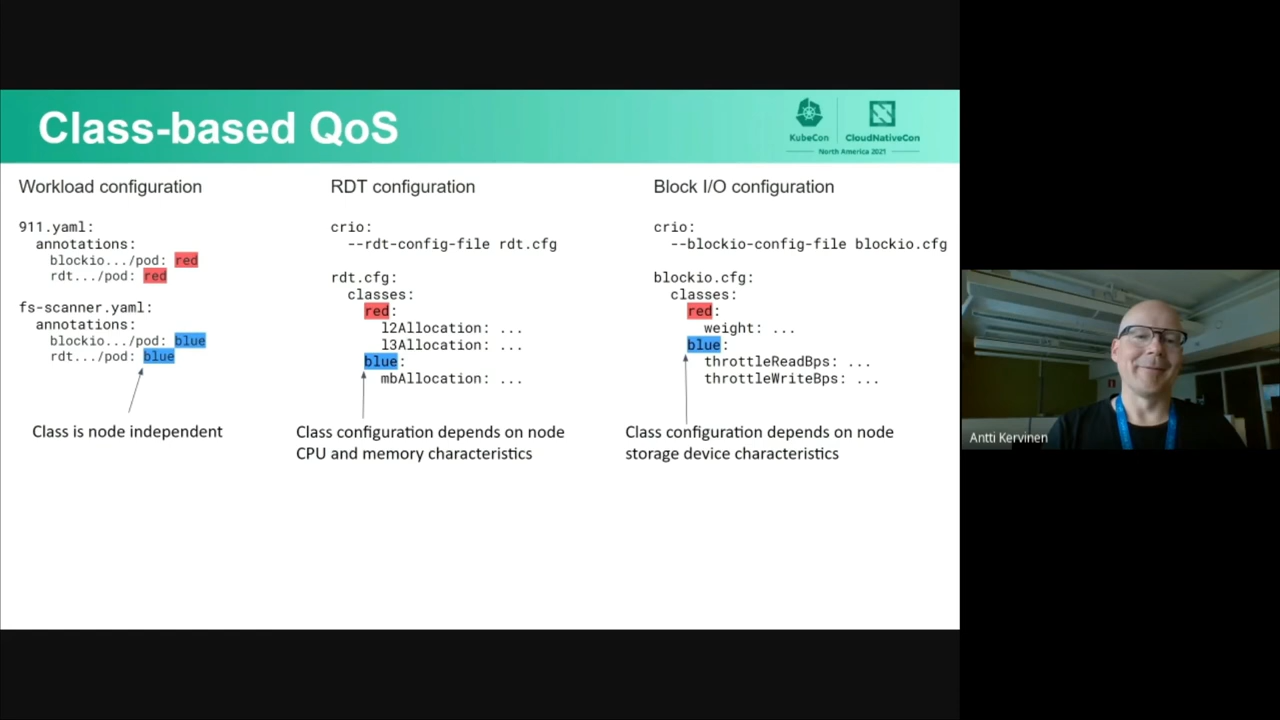 Class-based QoS
KubeCon
CloudNativeCon
North America 2021
Workload configuration
911.yaml:
annotations:
blockio.../pod: red
rdt.../pod: red
fs-scanner.yaml:
annotations:
blockio.../pod: blue
rdt.../pod: blue
Class is node independent
RDT configuration
crio:
--rdt-config-file rdt.cfg
rdt.cfg:
classes:
red:
l2Allocation: ...
l3Allocation: ...
blue:
mbAllocation: ...
Class configuration depends on node
CPU and memory characteristics
Block I/O configuration
crio:
--blockio-config-file blockio.cfg
blockio.cfg:
classes:
red:
weight: ...
blue:
throttleReadBps: ...
throttleWriteBps: ...
Class configuration depends on node
storage device characteristics
Antti Kervinen